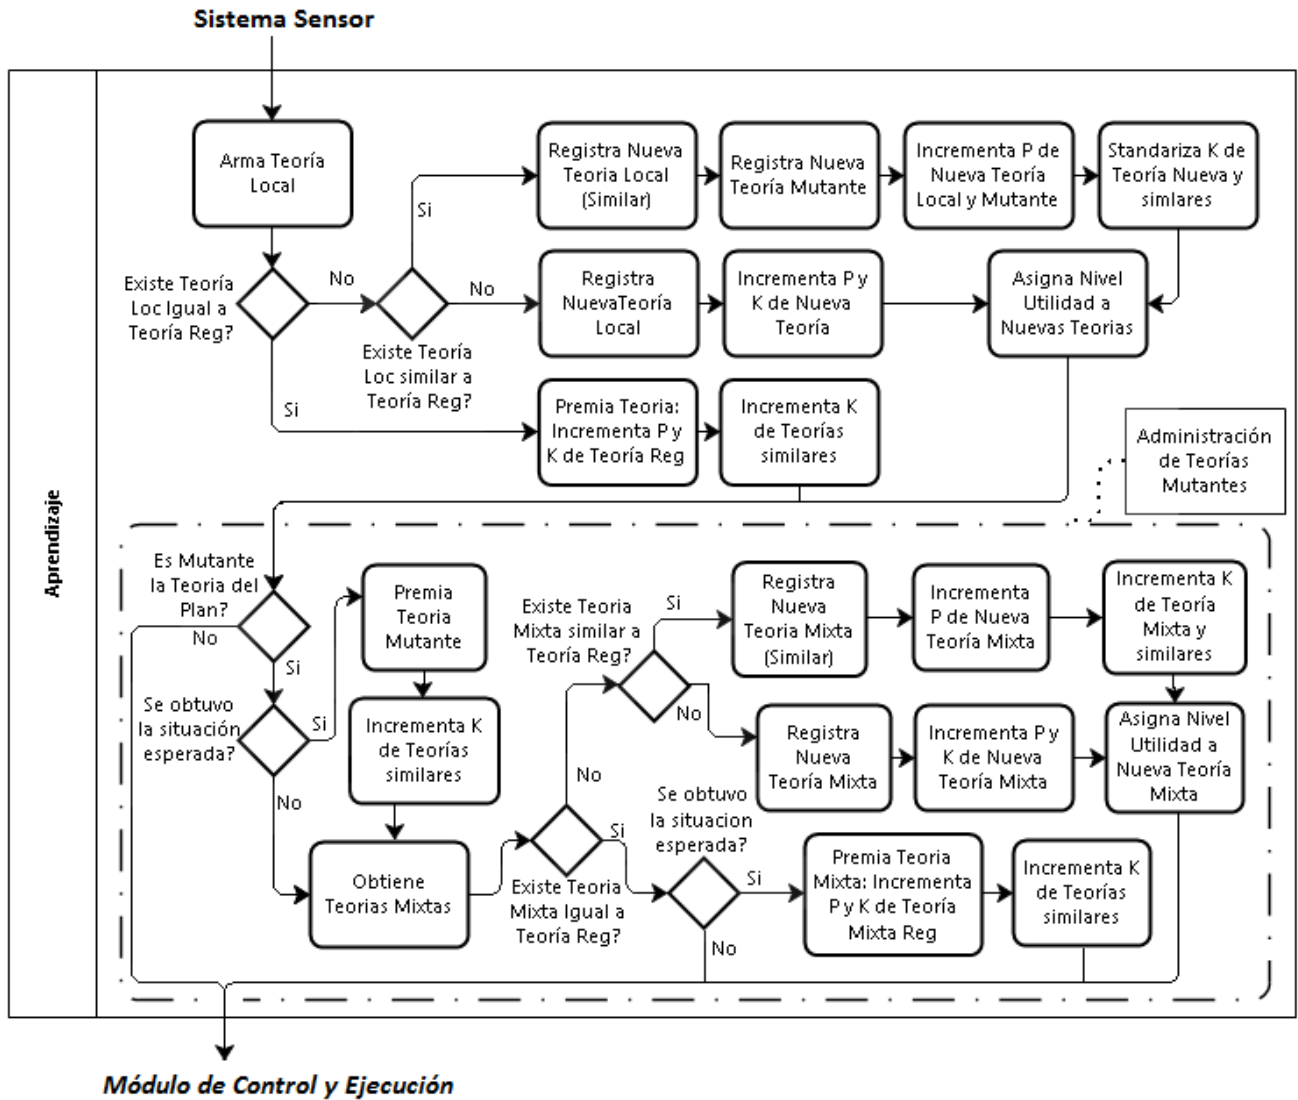 Sistema Sensor
Aprendizaje
Arma Teoría
Local
Existe Teoría
Loc Igual a
Teoría Reg?
No
Si
Existe Teoría
Loc similar a
Teoría Reg?
Si
No
Registra Nueva
Teoria Local
(Similar)
Registra Nueva
Teoría Mutante
Incrementa P de
Nueva Teoría
Local y Mutante
Standariza K de
Teoría Nueva y
simlares
Registra
NuevaTeoría
Local
Incrementa P y
K de Nueva
Teoría
Asigna Nivel
Utilidad a
Nuevas Teorias
Premia Teoria:
Incrementa P y
K de Teoría Reg
Incrementa K
de Teorías
similares
Administración
de Teorías
Mutantes
Es Mutante
la Teoria del
Plan?
No
Si
Se obtuvo
la situación
esperada?
Si
No
Premia
Teoria
Mutante
Incrementa K
de Teorías
similares
Obtiene
Teorias Mixtas
Existe Teoria
Mixta Igual a
Teoría Reg?
No
Si
Existe Teoria
Mixta similar a
Teoría Reg?
Si
No
Registra
Nueva
Teoria Mixta
(Similar)
Incrementa
P de Nueva
Teoría Mixta
Incrementa K
de Teoría
Mixta y
similares
Registra
Nueva
Teoría Mixta
Incrementa P y
K de Nueva
Teoría Mixta
Asigna Nivel
Utilidad a
Nueva Teoría
Mixta
Se obtuvo
la situacion
esperada?
Si
No
Premia Teoria
Mixta: Incrementa
P y K de Teoría
Mixta Reg
Incrementa K
de Teorías
similares
Módulo de Control y Ejecución